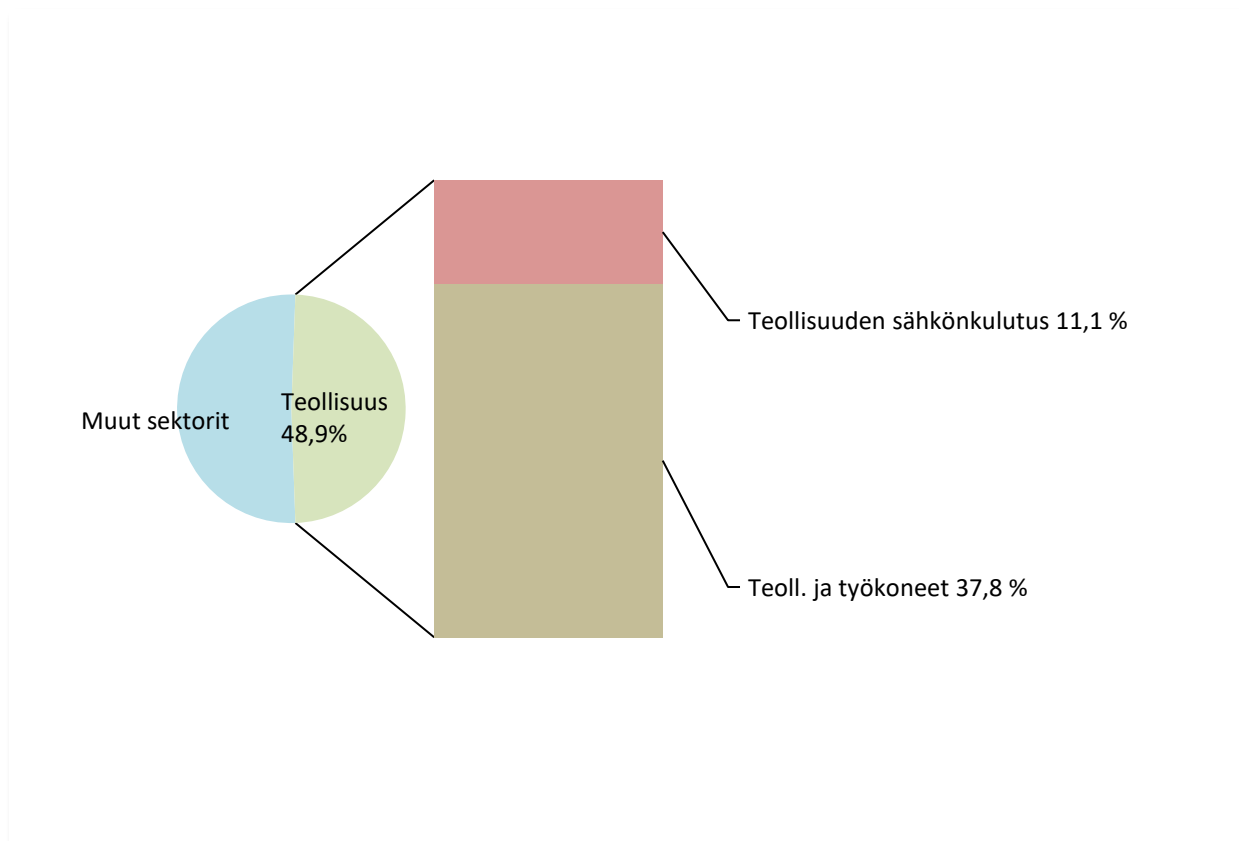 Teollisuuden sähkönkulutus 11,1 %
Muut sektorit
Teollisuus
48,9%
Teoll. ja työkoneet 37,8 %